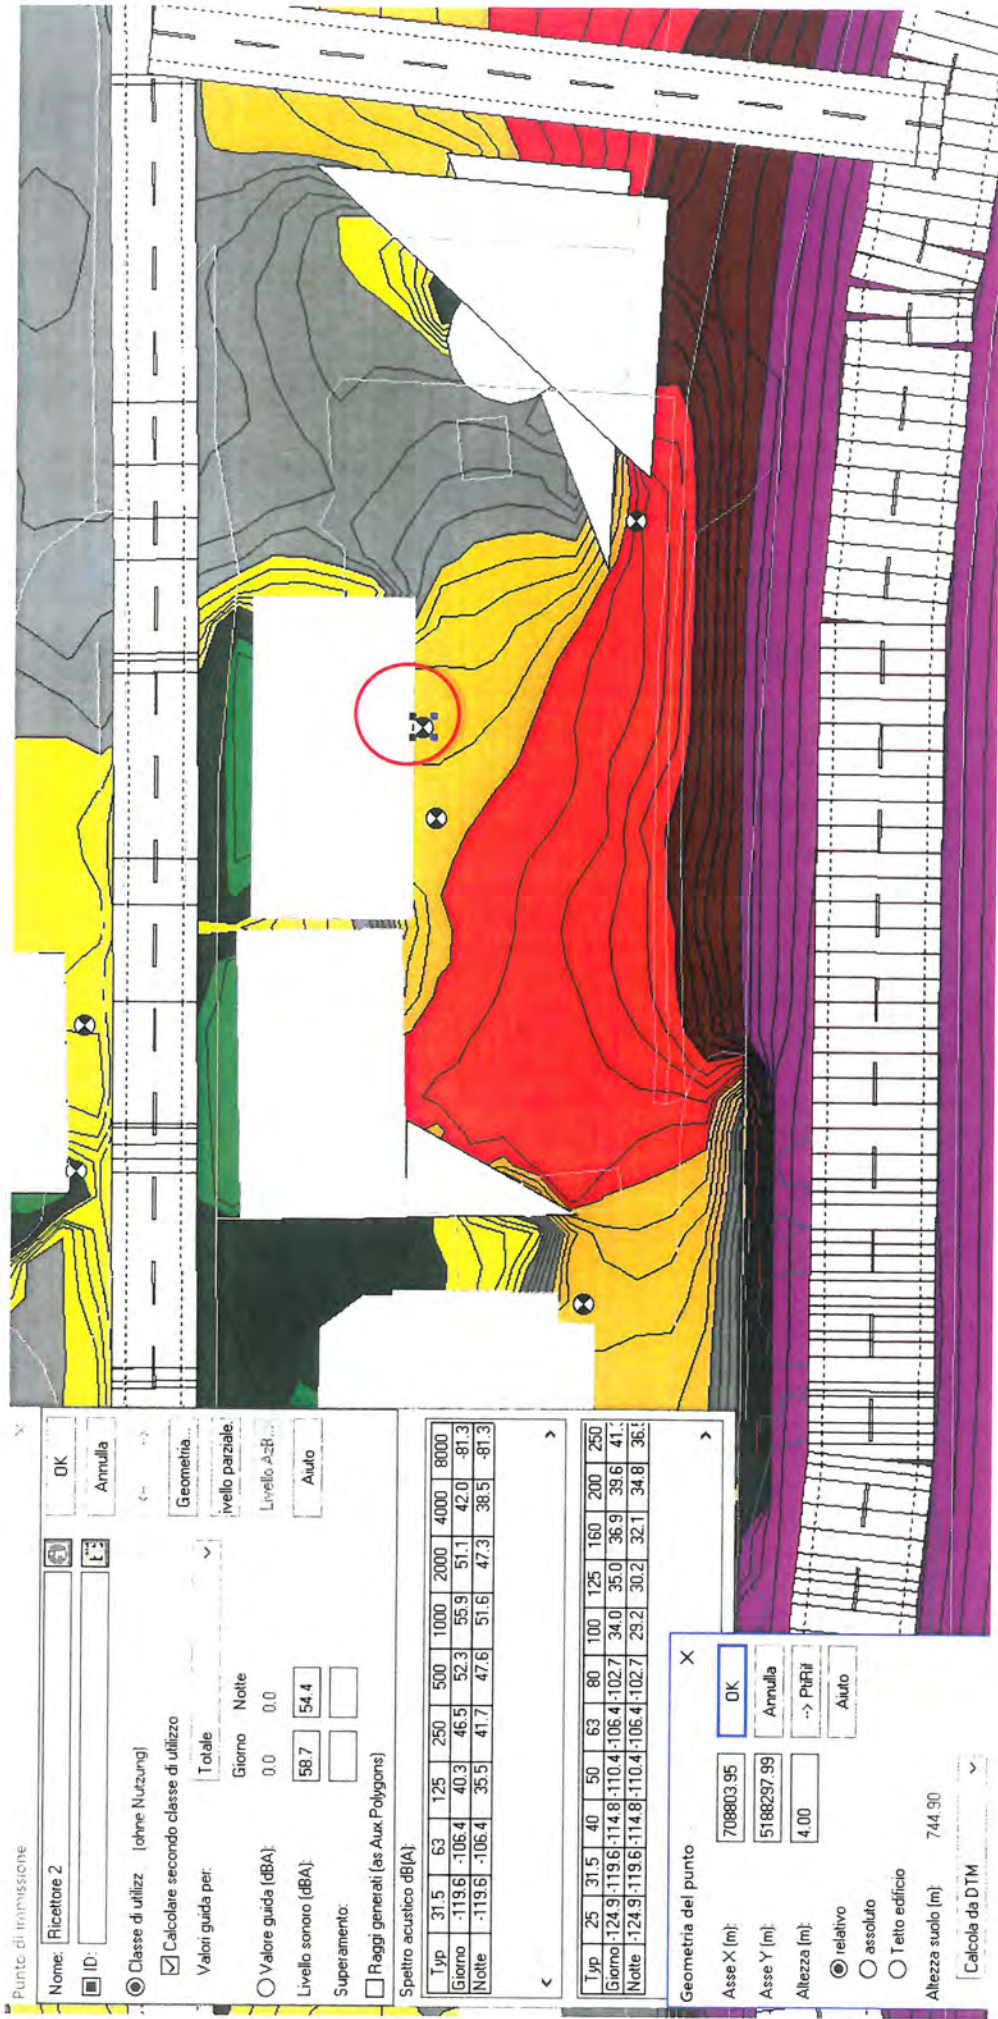 Punto di immissione
Nome: Ricettore 2
ID:
OK
Annulla
<-- -->
Geometria...
ivello parziale.
Livello AzB...
Aiuto
Classe di utilizz [ohne Nutzung]
Calcolare secondo classe di utilizzo
Valori guida per: Totale
Giorno Notte
Valore guida (dBA): 0.0 0.0
Livello sonoro (dBA): 58.7 54.4
Superamento:
Raggi generati (as Aux Polygons)
Spettro acustico dB(A):
Typ 31.5 63 125 250 500 1000 2000 4000 8000
Giorno -119.6 -106.4 40.3 46.5 52.3 55.9 51.1 42.0 -81.3
Notte -119.6 -106.4 35.5 41.7 47.6 51.6 47.3 38.5 -81.3
Typ 25 31.5 40 50 63 80 100 125 160 200 250
Giorno -124.9 -119.6 -114.8 -110.4 -106.4 -102.7 34.0 35.0 36.9 39.6 41.
Notte -124.9 -119.6 -114.8 -110.4 -106.4 -102.7 29.2 30.2 32.1 34.8 36.
Geometria del punto
Asse X (m): 708803.95
Asse Y (m): 5188297.99
Altezza (m): 4.00
OK
Annulla
--> PtiRif
Aiuto
relativo
assoluto
Tetto edificio
Altezza suolo (m): 744.90
Calcola da DTM